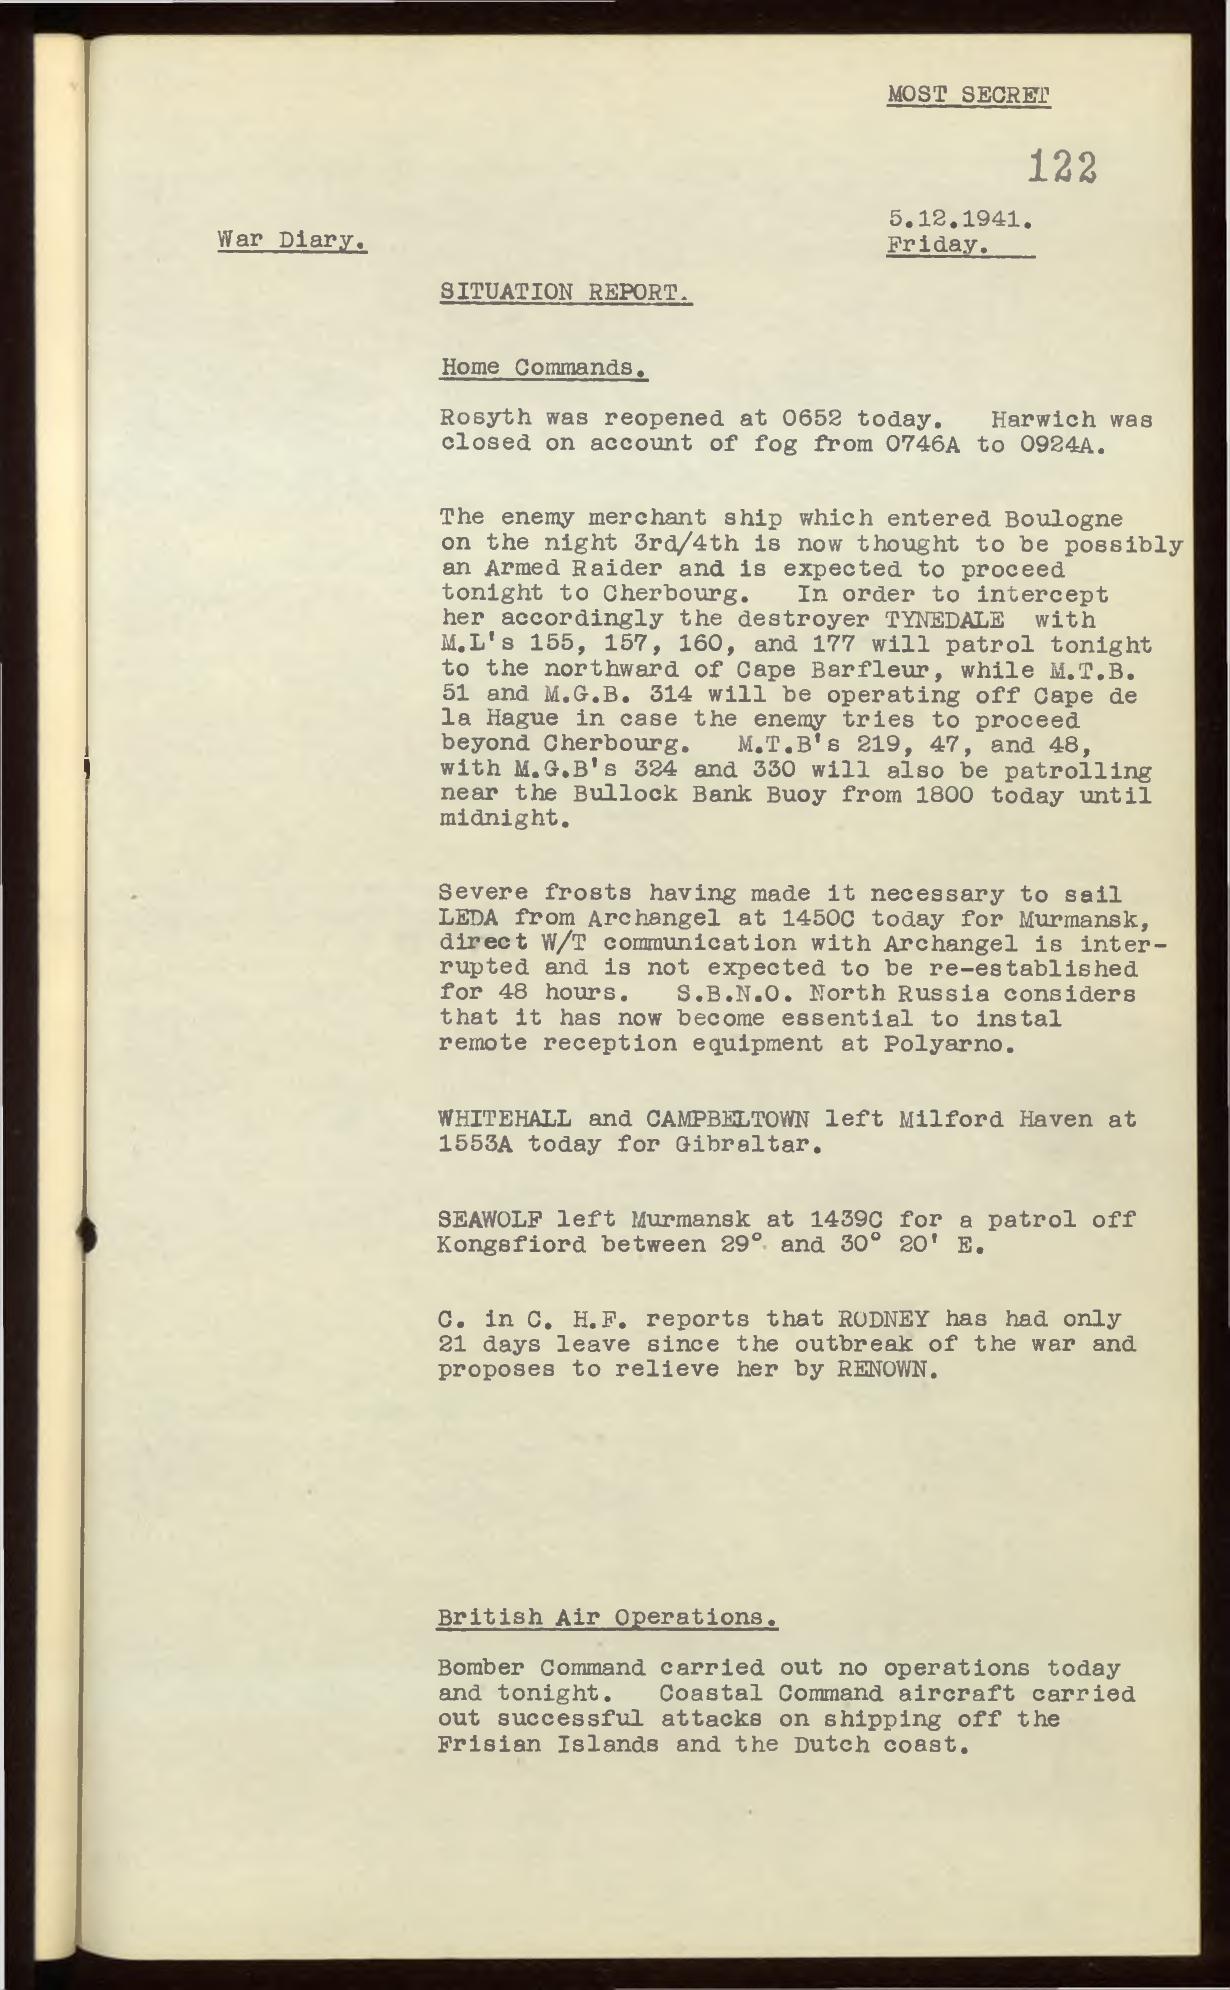 MOST SECRET
122
5.12.1941.
War Diary.
Friday.
SITUATION REPORT.
Home Commands.
Rosyth was reopened at 0652 today. Harwich was
closed on account of fog from 0746A to 0924A.
The enemy merchant ship which entered Boulogne
on the night 3rd/4th is now thought to be possibly
an Armed Raider and is expected to proceed
tonight to Cherbourg. In order to intercept
her accordingly the destroyer TYNEDALE with
M.L's 155, 157, 160, and 177 will patrol tonight
to the northward of Cape Barfleur, while M.T.B.
51 and M.G.B. 314 will be operating off Cape de
la Hague in case the enemy tries to proceed
beyond Cherbourg. M.T.B's 219, 47, and 48,
with M.G.B's 324 and 330 will also be patrolling
near the Bullock Bank Buoy from 1800 today until
midnight.
Severe frosts having made it necessary to sail
LEDA from Archangel at 1450C today for Murmansk,
direct W/T communication with Archangel is inter-
rupted and is not expected to be re-established
for 48 hours. S.B.N.O. North Russia considers
that it has now become essential to instal
remote reception equipment at Polyarno.
WHITEHALL and CAMPBELTOWN left Milford Haven at
1553A today for Gibraltar.
SEAWOLF left Murmansk at 1439C for a patrol off
Kongsfiord between 29° and 30° 20' E.
C. in C. H.F. reports that RODNEY has had only
21 days leave since the outbreak of the war and
proposes to relieve her by RENOWN.
British Air Operations.
Bomber Command carried out no operations today
and tonight. Coastal Command aircraft carried
out successful attacks on shipping off the
Frisian Islands and the Dutch coast.